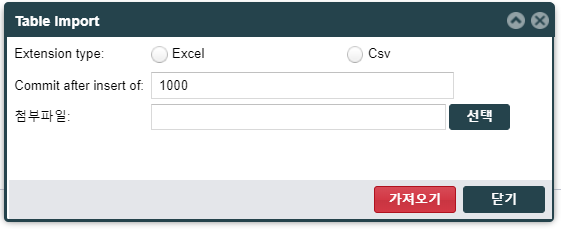 Table Import
Extension type: Excel Csv
Commit after insert of: 1000
첨부파일: 선택
가져오기 닫기